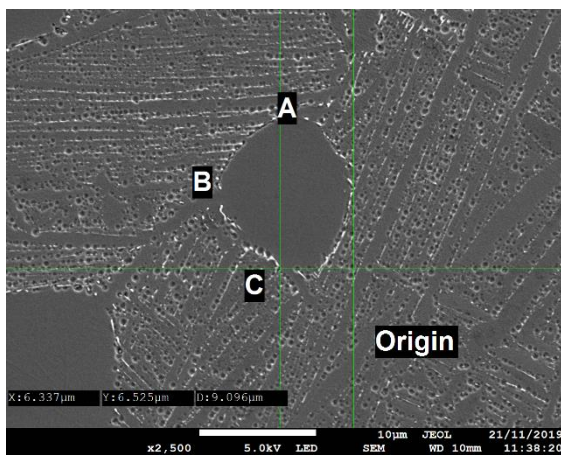 A
B
C
Origin
X:6.337µm Y:6.525µm D:9.096µm
10µm JEOL 21/11/2019
x2,500 5.0kV LED SEM WD 10mm 11:38:20